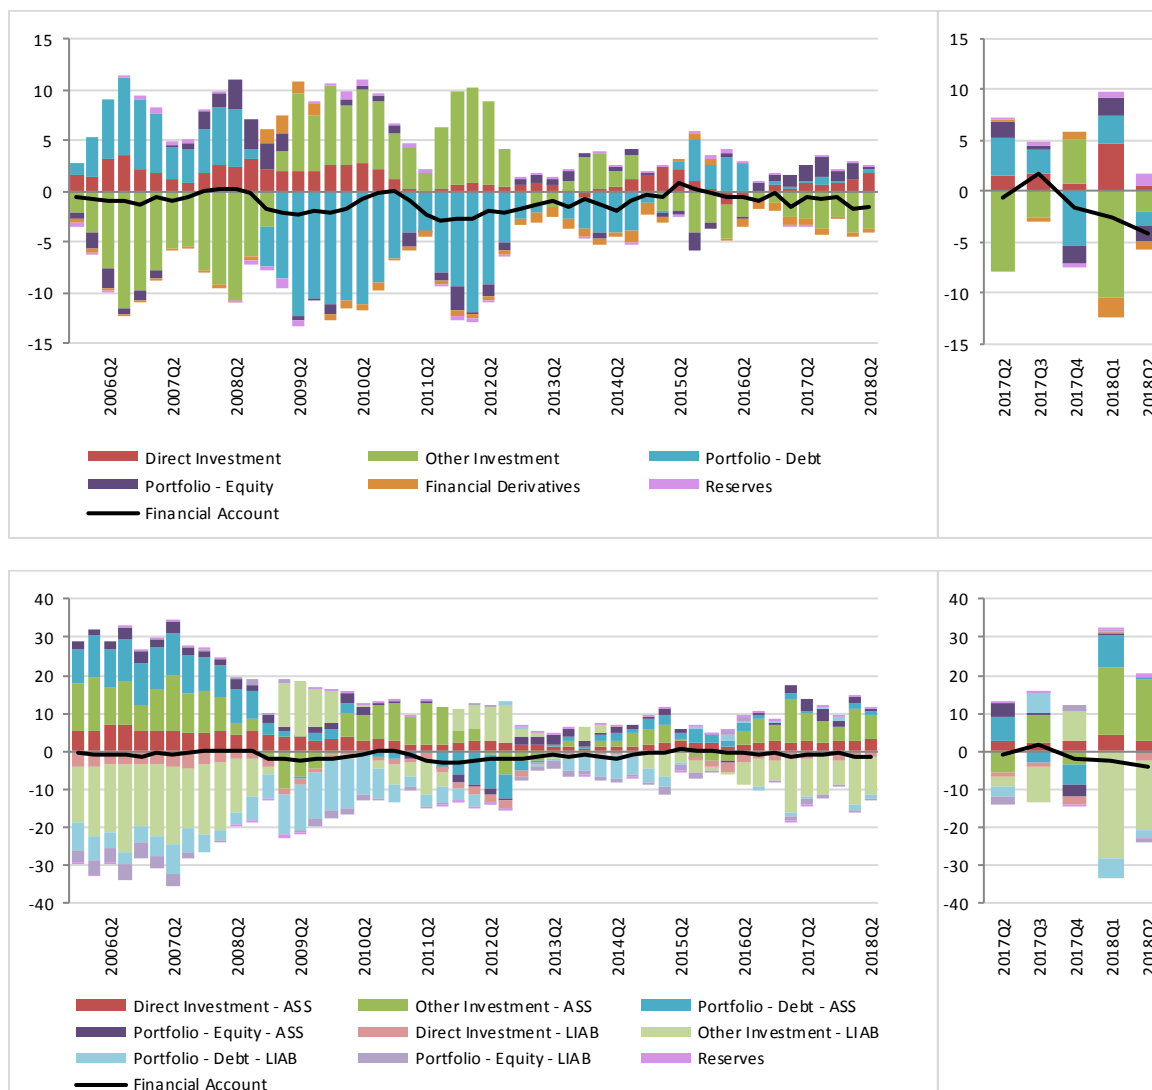 15
10
5
0
-5
-10
-15
2006Q2
2007Q2
2008Q2
2009Q2
2010Q2
2011Q2
2012Q2
2013Q2
2014Q2
2015Q2
2016Q2
2017Q2
2018Q2
Direct Investment
Other Investment
Portfolio - Debt
Portfolio - Equity
Financial Derivatives
Reserves
Financial Account
15
10
5
0
-5
-10
-15
2017Q2
2017Q3
2017Q4
2018Q1
2018Q2
40
30
20
10
0
-10
-20
-30
-40
2006Q2
2007Q2
2008Q2
2009Q2
2010Q2
2011Q2
2012Q2
2013Q2
2014Q2
2015Q2
2016Q2
2017Q2
2018Q2
Direct Investment - ASS
Other Investment - ASS
Portfolio - Debt - ASS
Portfolio - Equity - ASS
Direct Investment - LIAB
Other Investment - LIAB
Portfolio - Debt - LIAB
Portfolio - Equity - LIAB
Reserves
Financial Account
40
30
20
10
0
-10
-20
-30
-40
2017Q2
2017Q3
2017Q4
2018Q1
2018Q2